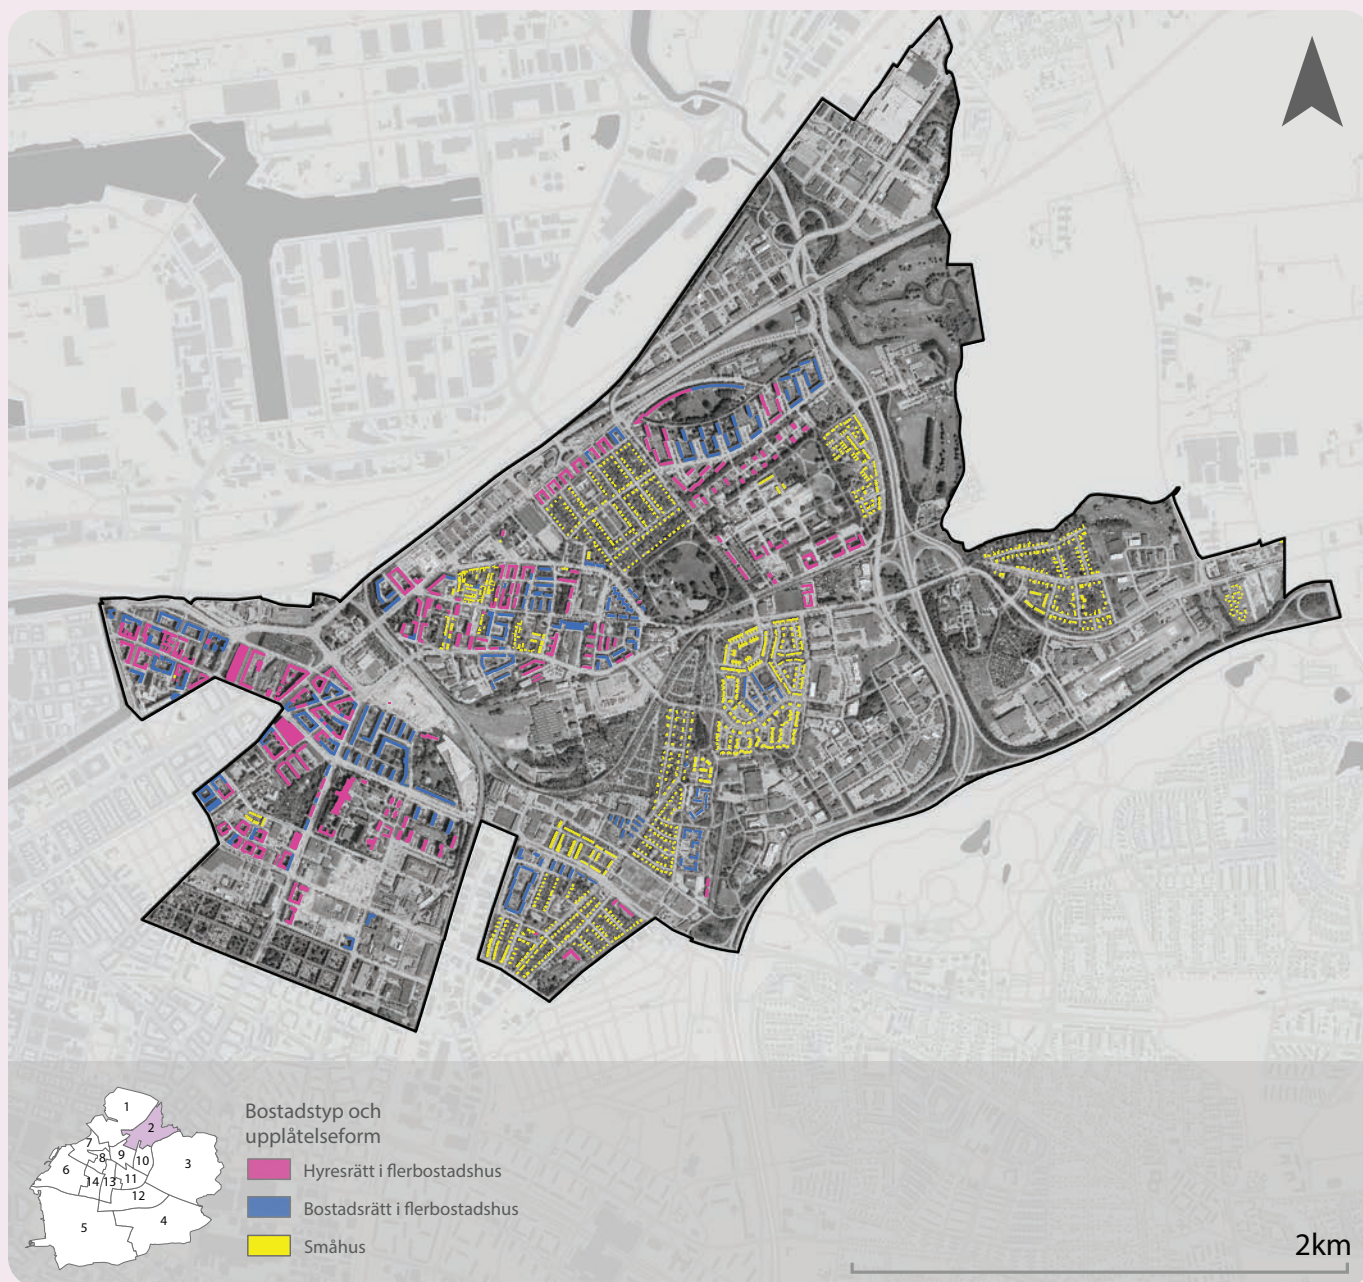 1
2
7
9
8
10
3
6
14
13
11
12
5
4
Bostadstyp och
upplåtelseform
Hyresrätt i flerbostadshus
Bostadsrätt i flerbostadshus
Småhus
2km